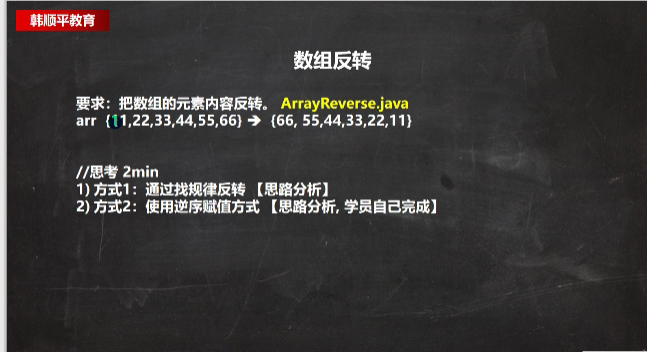 韩顺平教育
数组反转
要求：把数组的元素内容反转。 ArrayReverse.java
arr {11,22,33,44,55,66} ➔ {66, 55,44,33,22,11}
//思考 2min
1) 方式1：通过找规律反转 【思路分析】
2) 方式2：使用逆序赋值方式 【思路分析, 学员自己完成】